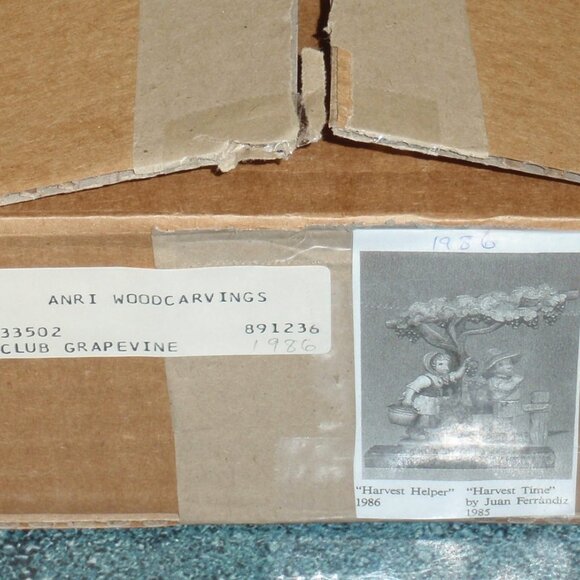 1986
ANRI WOODCARVINGS
33502 891236
CLUB GRAPEVINE 1986
"Harvest Helper" "Harvest Time"
1986 by Juan Ferrándiz
1985